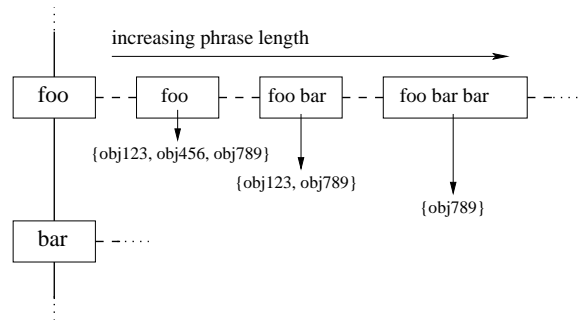 increasing phrase length
foo
foo
foo bar
foo bar bar
{obj123, obj456, obj789}
{obj123, obj789}
{obj789}
bar